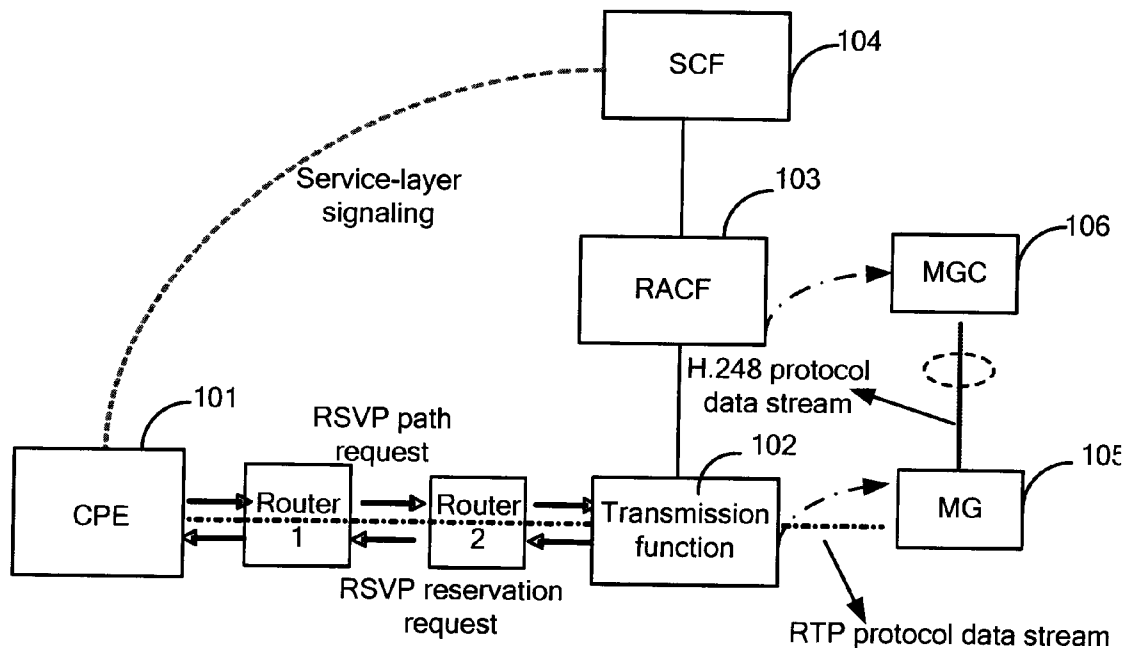 104
SCF
Service-layer
signaling
103
RACF
106
MGC
H.248 protocol
data stream
101
RSVP path
request
102
105
CPE
Router
1
Router
2
Transmission
function
MG
RSVP reservation
request
RTP protocol data stream